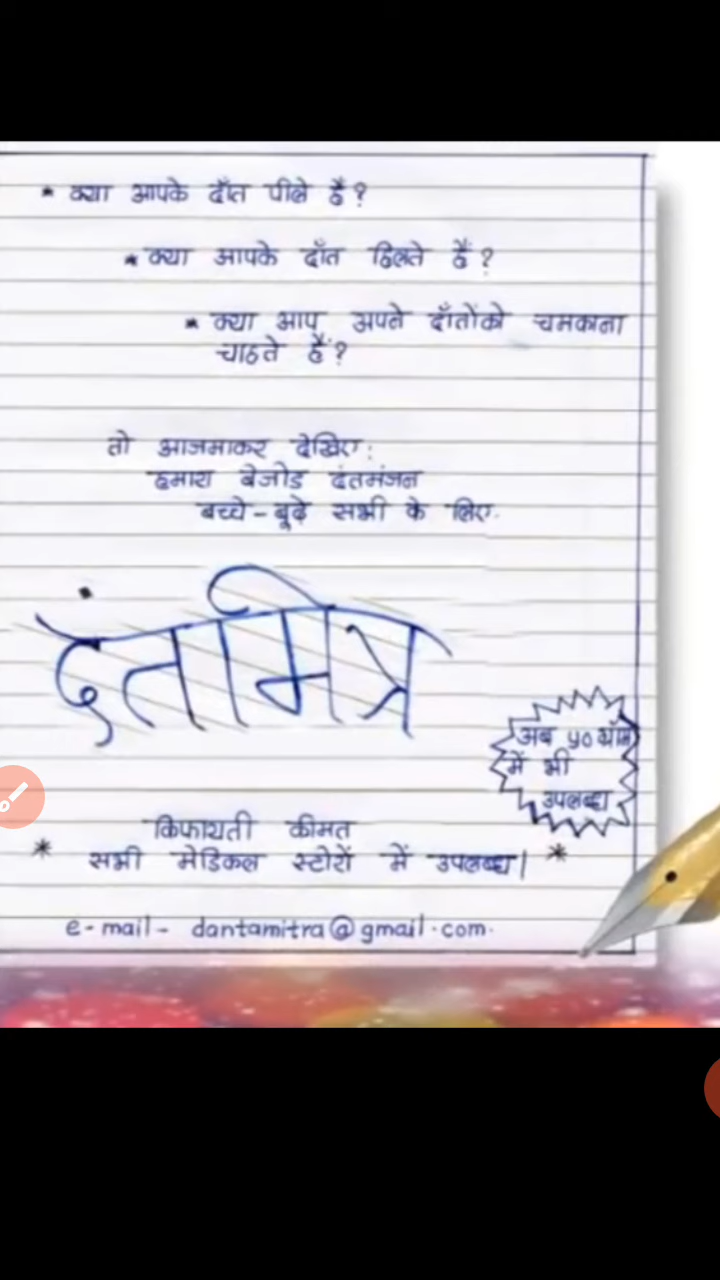 * क्या आपके दाँत पीले हैं?
* क्या आपके दाँत हिलते हैं?
* क्या आप अपने दाँतोंको चमकाना
चाहते हैं?
तो आजमाकर देखिए:
हमारा बेजोड दंतमंजन
बच्चे-बूढे सभी के लिए.
दंतमित्र
अब ५० ग्रॅम
में भी
उपलब्ध
किफायती कीमत
* सभी मेडिकल स्टोरों में उपलब्ध। *
e-mail- dantamitra@gmail.com.